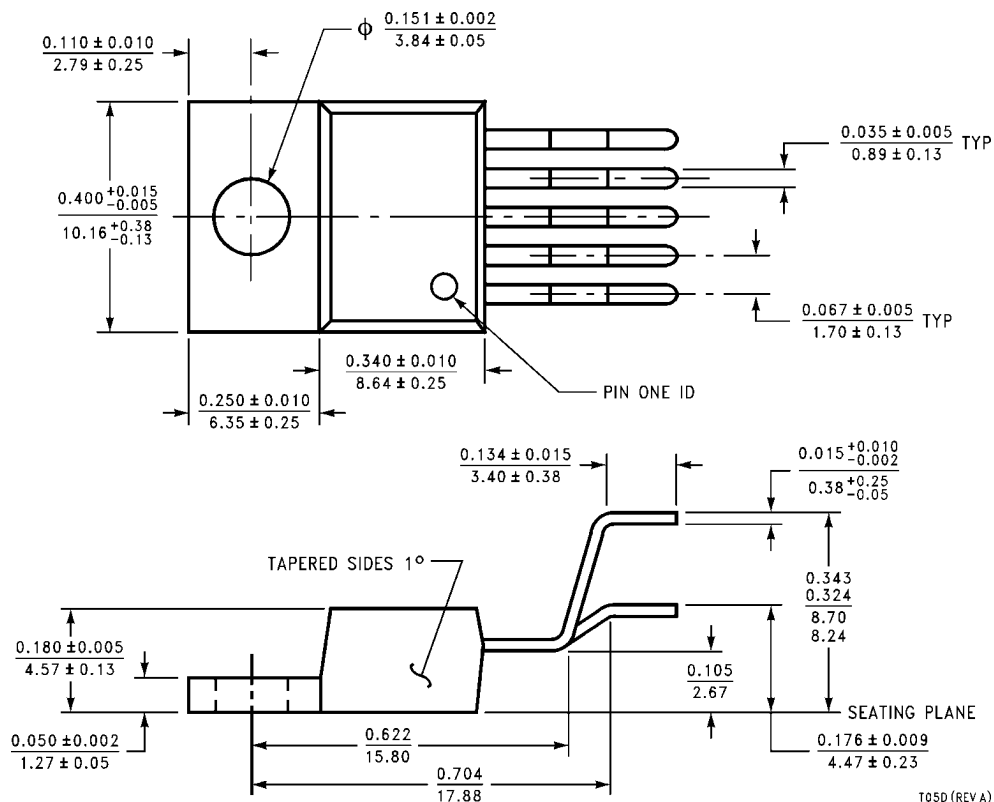 ϕ 0.151 ± 0.002
3.84 ± 0.05
0.110 ± 0.010
2.79 ± 0.25
0.035 ± 0.005 TYP
0.89 ± 0.13
0.400 +0.015 -0.005
10.16 +0.38 -0.13
0.067 ± 0.005 TYP
1.70 ± 0.13
0.340 ± 0.010
8.64 ± 0.25
PIN ONE ID
0.250 ± 0.010
6.35 ± 0.25
0.134 ± 0.015
3.40 ± 0.38
0.015 +0.010 -0.002
0.38 +0.25 -0.05
TAPERED SIDES 1°
0.343
0.324
8.70
8.24
0.180 ± 0.005
4.57 ± 0.13
0.105
2.67
SEATING PLANE
0.050 ± 0.002
1.27 ± 0.05
0.622
15.80
0.176 ± 0.009
4.47 ± 0.23
0.704
17.88
T05D (REV A)